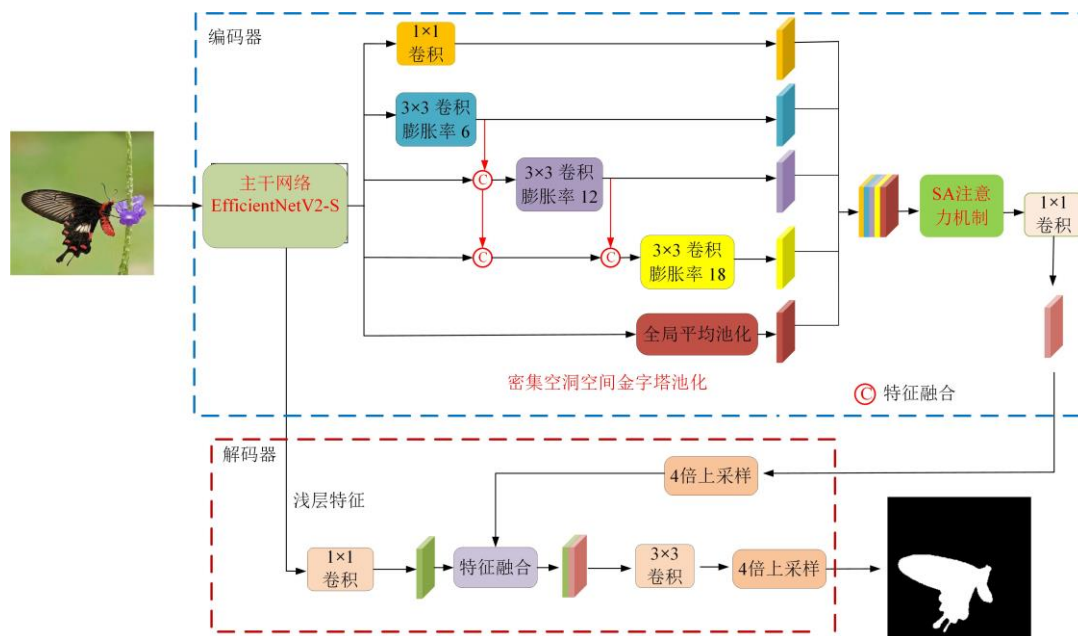 编码器
1×1
卷积
3×3 卷积
膨胀率 6
主干网络
EfficientNetV2-S
C
3×3 卷积
膨胀率 12
SA注意
力机制
1×1
卷积
C
C
3×3 卷积
膨胀率 18
全局平均池化
密集空洞空间金字塔池化
C 特征融合
解码器
4倍上采样
浅层特征
1×1
卷积
特征融合
3×3
卷积
4倍上采样